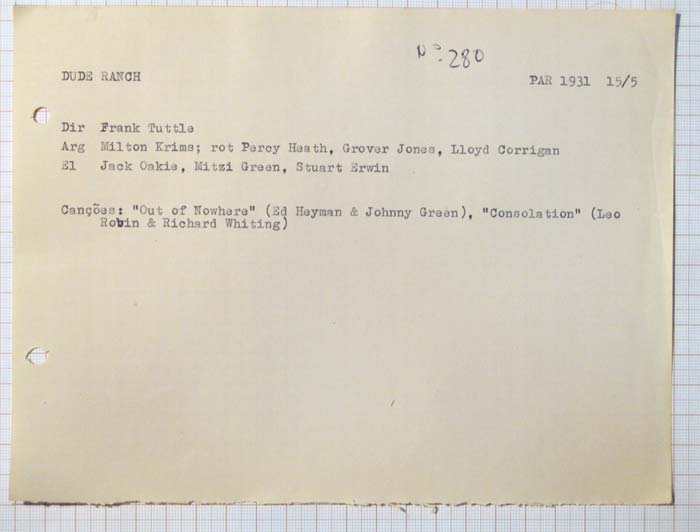 Nº 280
DUDE RANCH PAR 1931 15/5
Dir Frank Tuttle
Arg Milton Krims; rot Percy Heath, Grover Jones, Lloyd Corrigan
El Jack Oakie, Mitzi Green, Stuart Erwin
Canções: "Out of Nowhere" (Ed Heyman & Johnny Green), "Consolation" (Leo
Robin & Richard Whiting)